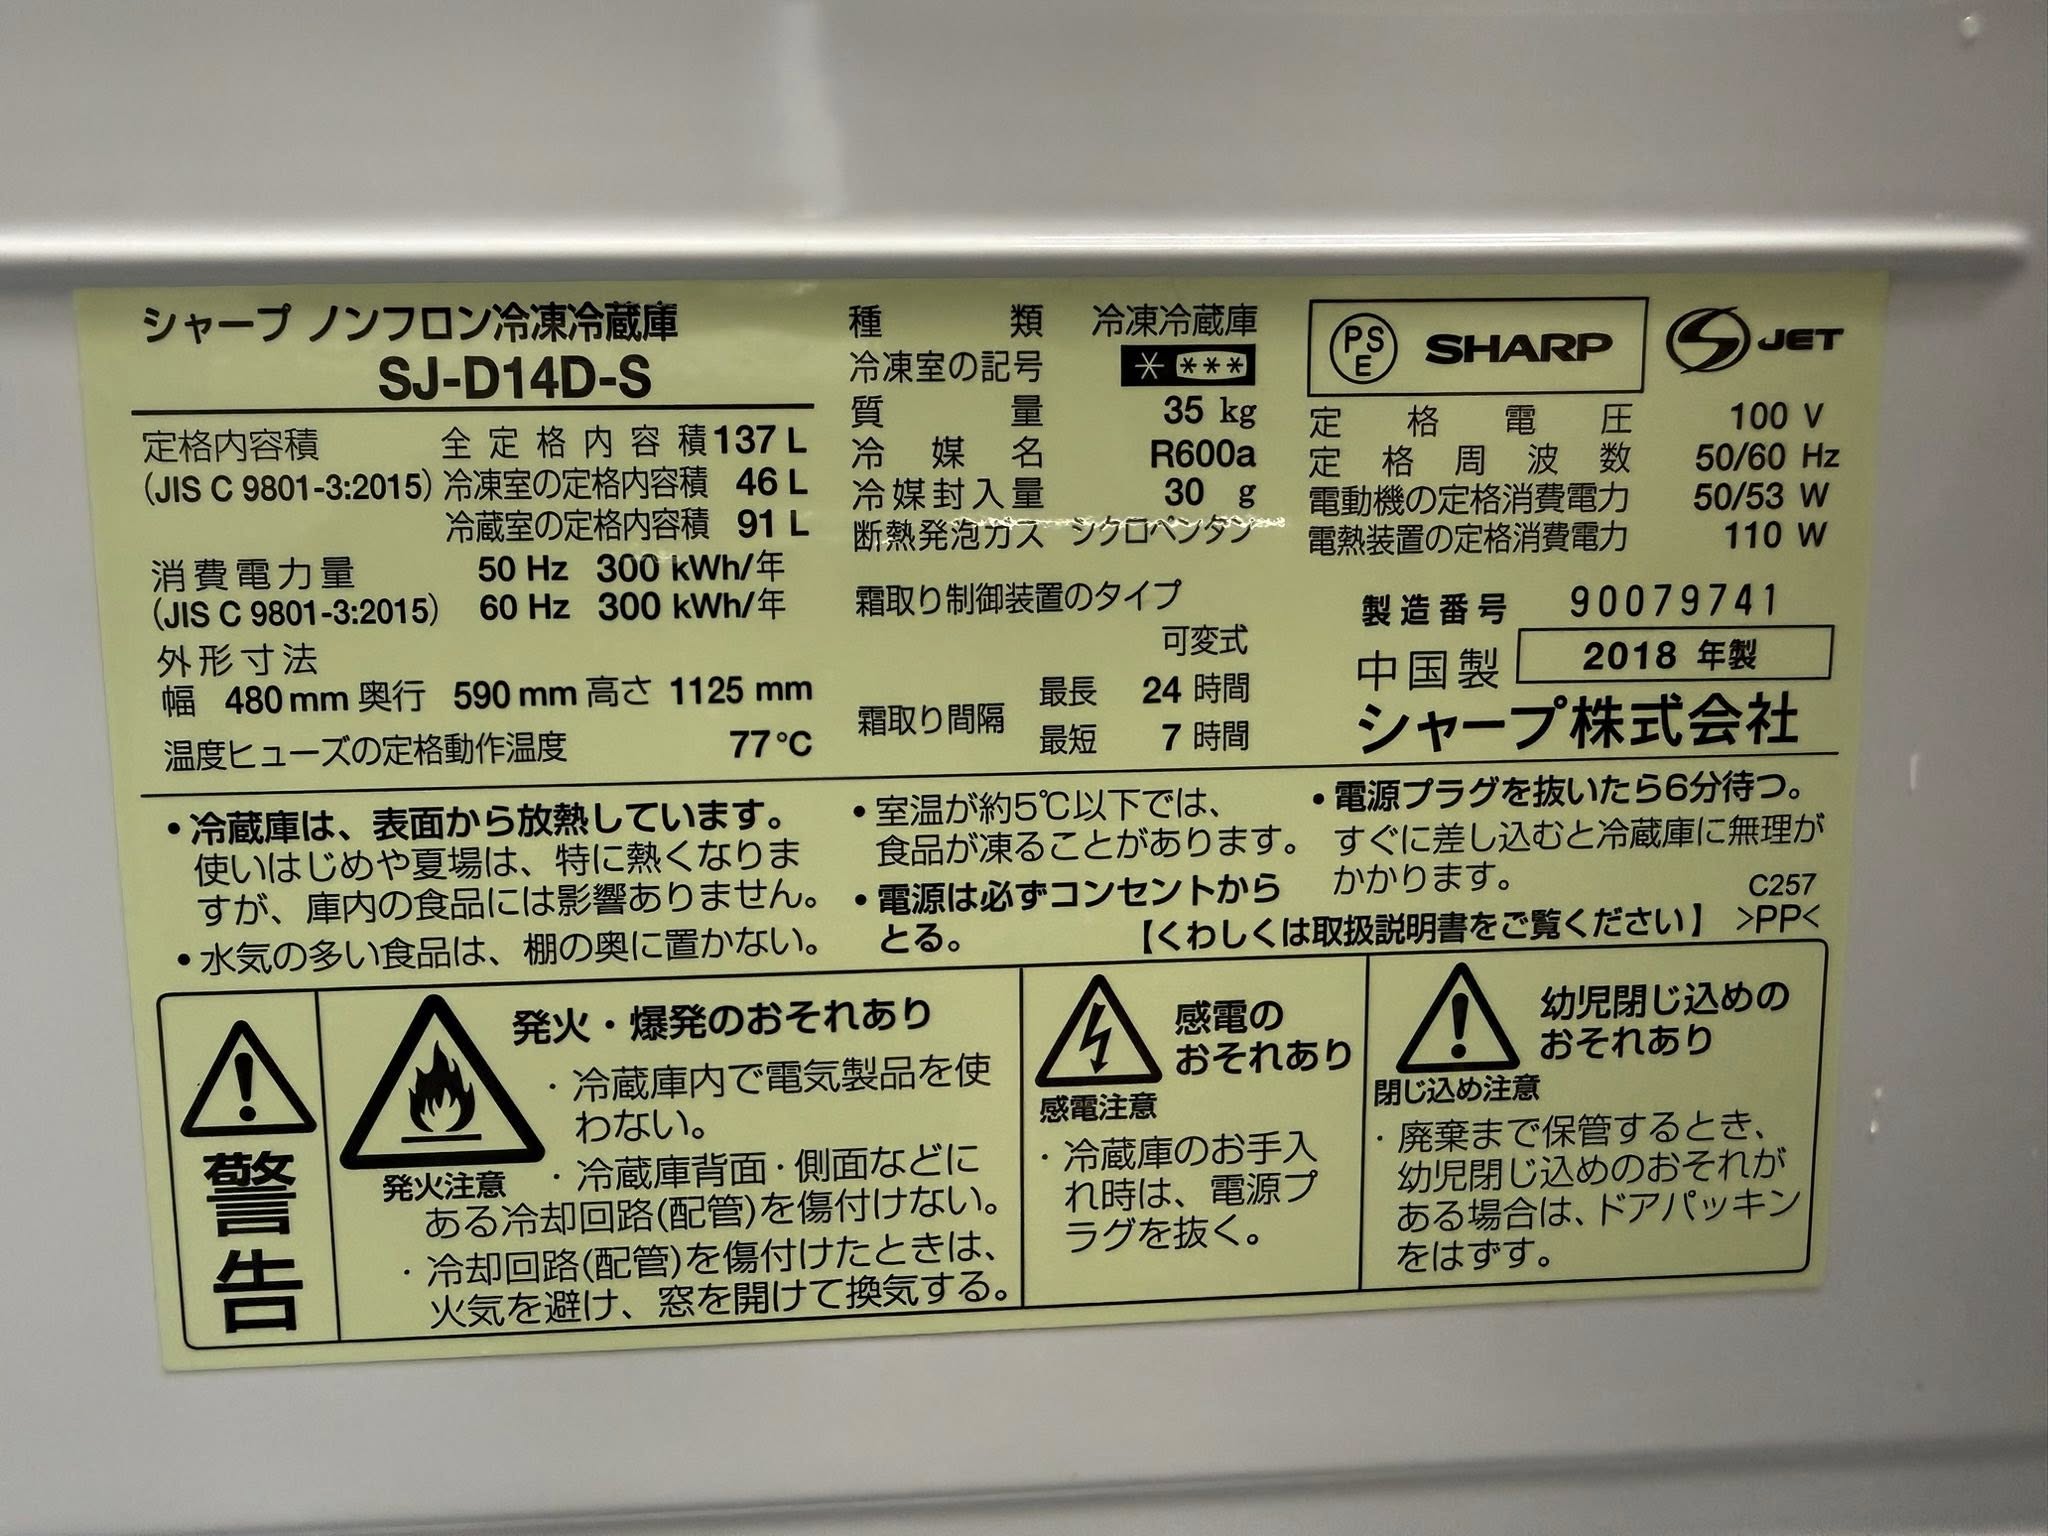 シャープ ノンフロン冷凍冷蔵庫
SJ-D14D-S
定格内容積 全定格内容積 137 L
(JIS C 9801-3:2015) 冷凍室の定格内容積 46 L
冷蔵室の定格内容積 91 L
消費電力量 50 Hz 300 kWh/年
(JIS C 9801-3:2015) 60 Hz 300 kWh/年
外形寸法
幅 480 mm 奥行 590 mm 高さ 1125 mm
温度ヒューズの定格動作温度 77 ℃
種類 冷凍冷蔵庫
冷凍室の記号 * ***
質量 35 kg
冷媒名 R600a
冷媒封入量 30 g
断熱発泡ガス シクロペンタン
霜取り制御装置のタイプ
可変式
霜取り間隔 最長 24 時間
最短 7 時間
PSE SHARP JET
定格電圧 100 V
定格周波数 50/60 Hz
電動機の定格消費電力 50/53 W
電熱装置の定格消費電力 110 W
製造番号 90079741
中国製 2018 年製
シャープ株式会社
• 冷蔵庫は、表面から放熱しています。
使いはじめや夏場は、特に熱くなりま
すが、庫内の食品には影響ありません。
• 水気の多い食品は、棚の奥に置かない。
• 室温が約5℃以下では、
食品が凍ることがあります。
• 電源は必ずコンセントから
とる。
• 電源プラグを抜いたら6分待つ。
すぐに差し込むと冷蔵庫に無理が
かかります。
C257
【くわしくは取扱説明書をご覧ください】 >PP<
警告
発火・爆発のおそれあり
発火注意
・冷蔵庫内で電気製品を使
わない。
・冷蔵庫背面・側面などに
ある冷却回路(配管)を傷付けない。
・冷却回路(配管)を傷付けたときは、
火気を避け、窓を開けて換気する。
感電の
おそれあり
感電注意
・冷蔵庫のお手入
れ時は、電源プ
ラグを抜く。
幼児閉じ込めの
おそれあり
閉じ込め注意
・廃棄まで保管するとき、
幼児閉じ込めのおそれが
ある場合は、ドアパッキン
をはずす。